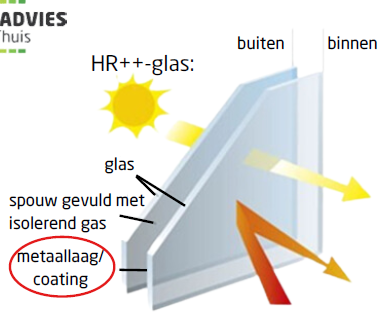 ADVIES
Thuis
buiten
binnen
HR++-glas:
glas
spouw gevuld met
isolerend gas
metaallaag/
coating